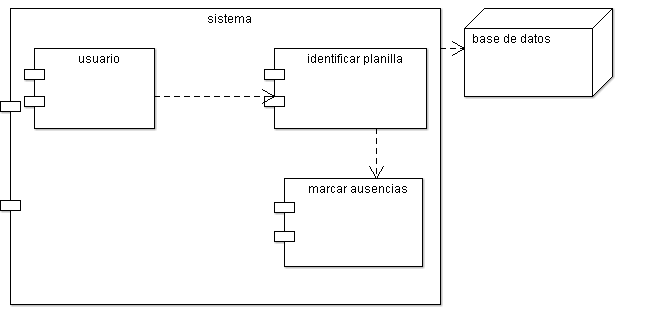 sistema
base de datos
usuario
identificar planilla
marcar ausencias